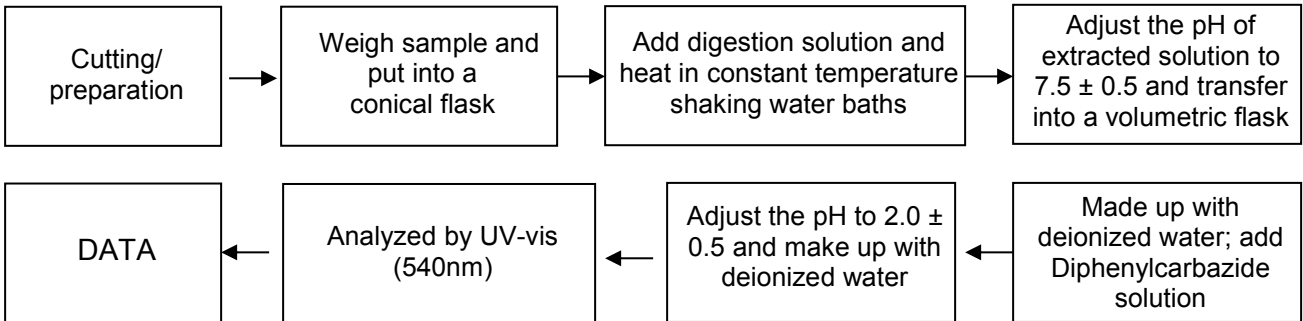 Cutting/
preparation
Weigh sample and
put into a
conical flask
Add digestion solution and
heat in constant temperature
shaking water baths
Adjust the pH of
extracted solution to
7.5 ± 0.5 and transfer
into a volumetric flask
DATA
Analyzed by UV-vis
(540nm)
Adjust the pH to 2.0 ±
0.5 and make up with
deionized water
Made up with
deionized water; add
Diphenylcarbazide
solution